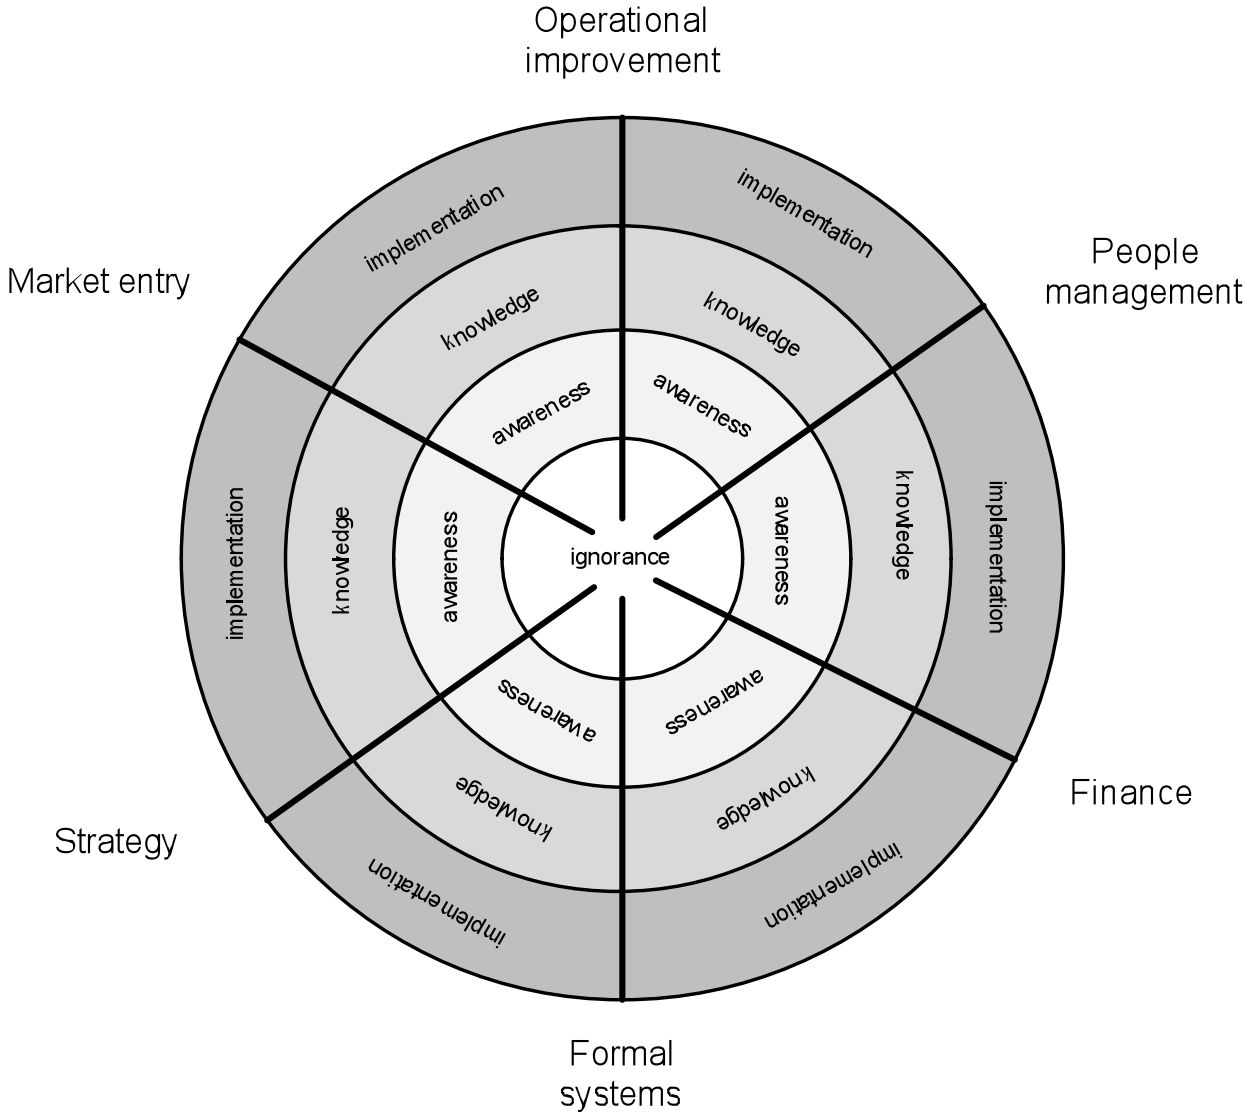 Operational
improvement
implementation
implementation
People
management
Market entry
knowledge
knowledge
awareness
awareness
implementation
knowledge
awareness
ignorance
awareness
knowledge
implementation
awareness
awareness
knowledge
knowledge
Finance
Strategy
implementation
implementation
Formal
systems